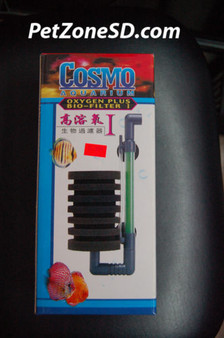 PetZoneSD.com
COSMO
AQUARIUM
OXYGEN PLUS
BIO-FILTER I
高溶氧
生物過濾器
I